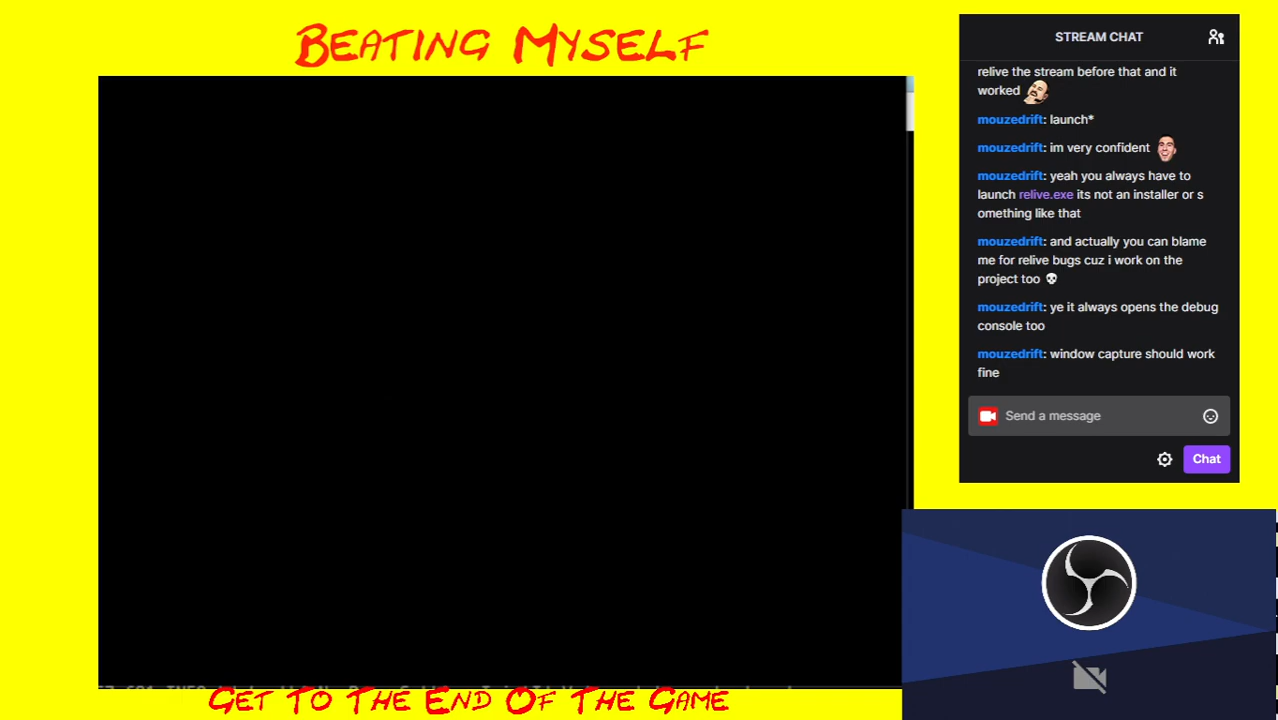 BEATING MYSELF
STREAM CHAT
relive the stream before that and it
worked
mouzedrift: launch*
mouzedrift: im very confident
mouzedrift: yeah you always have to
launch relive.exe its not an installer or s
omething like that
mouzedrift: and actually you can blame
me for relive bugs cuz i work on the
project too
mouzedrift: ye it always opens the debug
console too
mouzedrift: window capture should work
fine
Send a message
Chat
GET TO THE END OF THE GAME